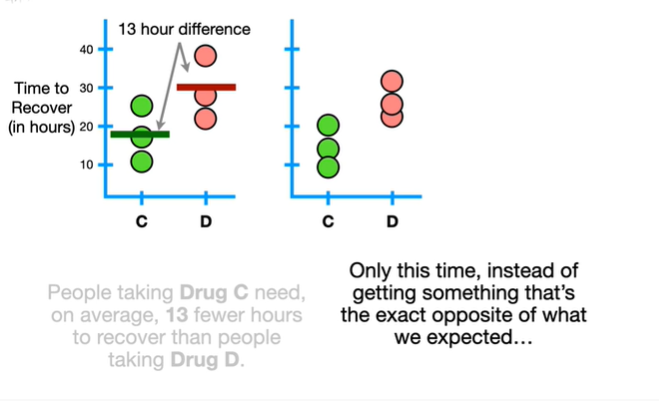 13 hour difference
40
Time to
Recover
(in hours)
30
20
10
C
D
C
D
People taking Drug C need,
on average, 13 fewer hours
to recover than people
taking Drug D.
Only this time, instead of
getting something that's
the exact opposite of what
we expected...